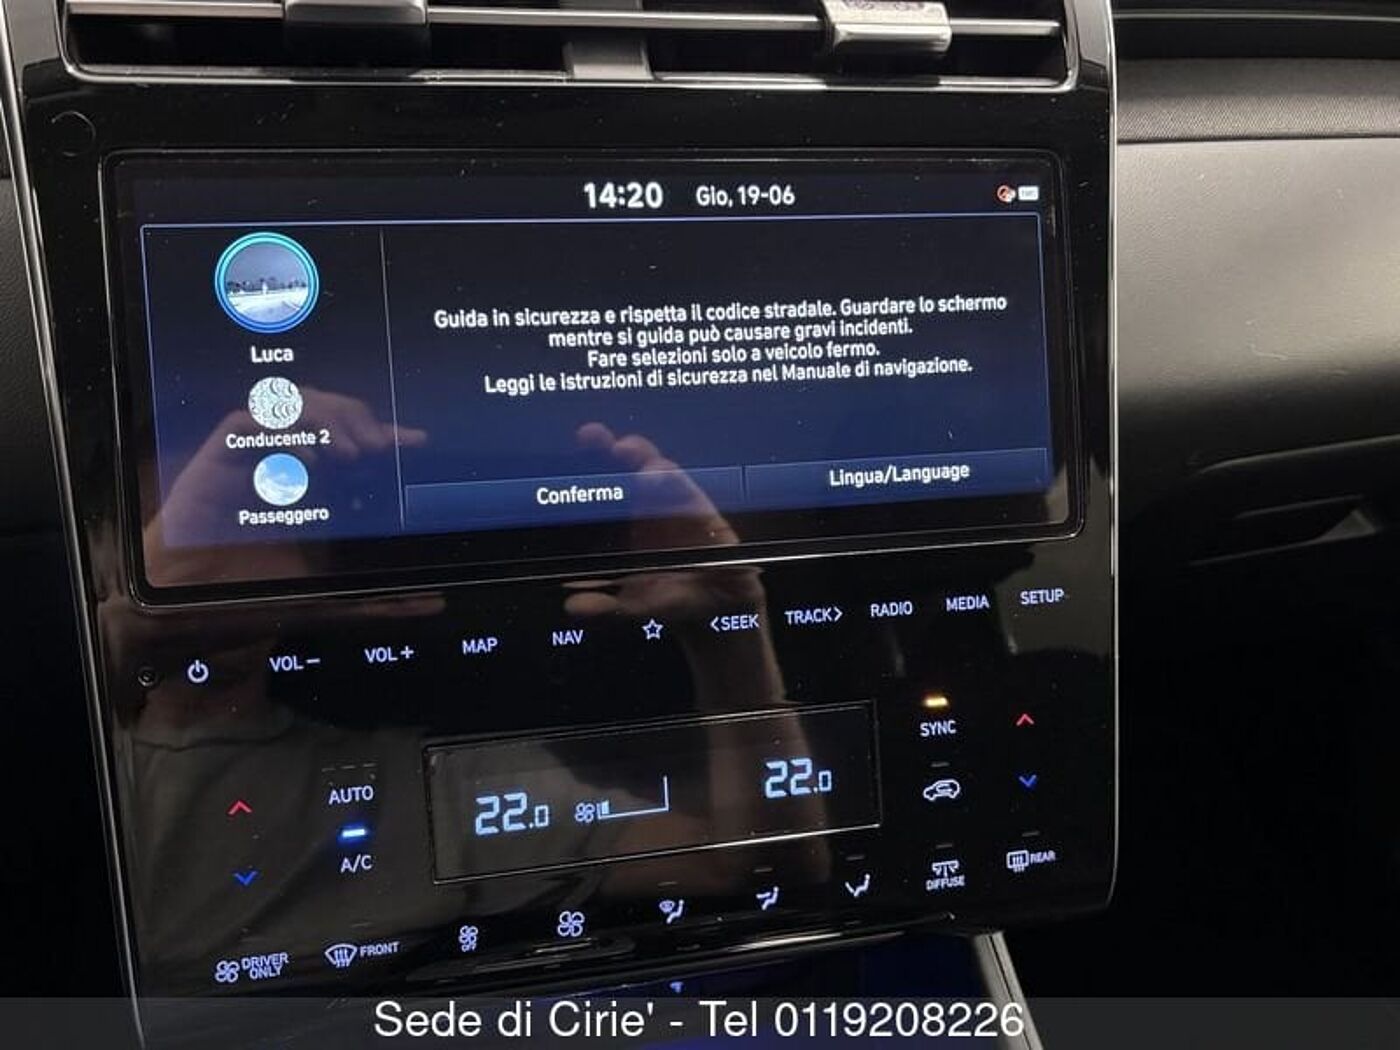 14:20 Gio, 19-06
Luca
Conducente 2
Passeggero
Guida in sicurezza e rispetta il codice stradale. Guardare lo schermo
mentre si guida può causare gravi incidenti.
Fare selezioni solo a veicolo fermo.
Leggi le istruzioni di sicurezza nel Manuale di navigazione.
Conferma
Lingua/Language
VOL− VOL+ MAP NAV <SEEK TRACK> RADIO MEDIA SETUP
SYNC
AUTO
22.0 22.0
A/C
DIFFUSE
REAR
DRIVER
ONLY
FRONT
OFF
Sede di Cirie' - Tel 0119208226